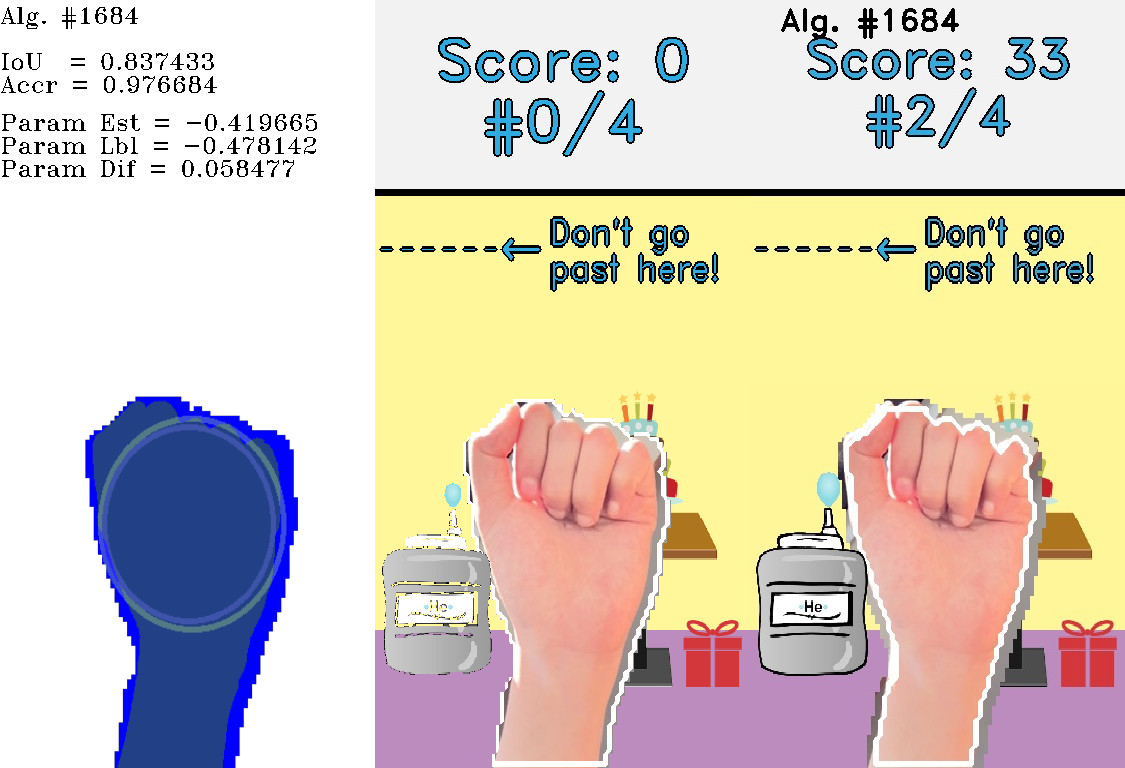 Alg. #1684
IoU = 0.837433
Accr = 0.976684
Param Est = −0.419665
Param Lbl = −0.478142
Param Dif = 0.058477
Score: 0
#0/4
Don't go
past here!
He
Alg. #1684
Score: 33
#2/4
Don't go
past here!
He